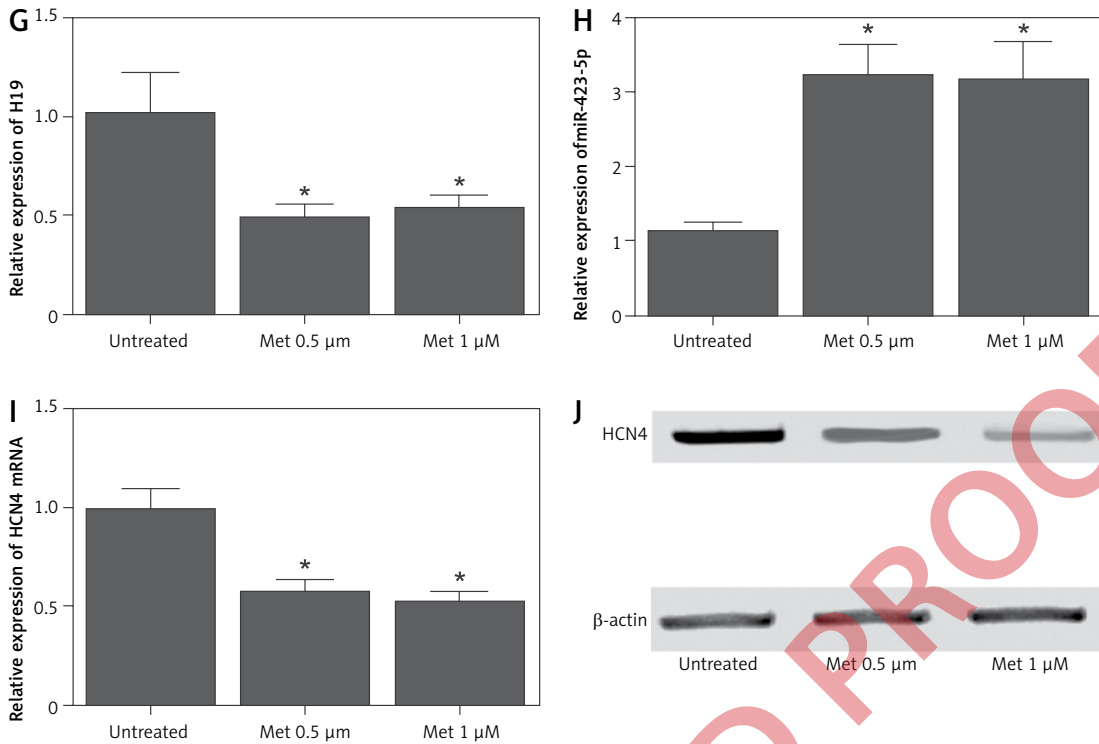 G
Relative expression of H19
1.5
1.0
0.5
0
*
*
Untreated
Met 0.5 µm
Met 1 µM
H
Relative expression of miR-423-5p
4
3
2
1
0
*
*
Untreated
Met 0.5 µm
Met 1 µM
I
Relative expression of HCN4 mRNA
1.5
1.0
0.5
0
*
*
Untreated
Met 0.5 µm
Met 1 µM
J
HCN4
β-actin
Untreated
Met 0.5 µm
Met 1 µM
PROO